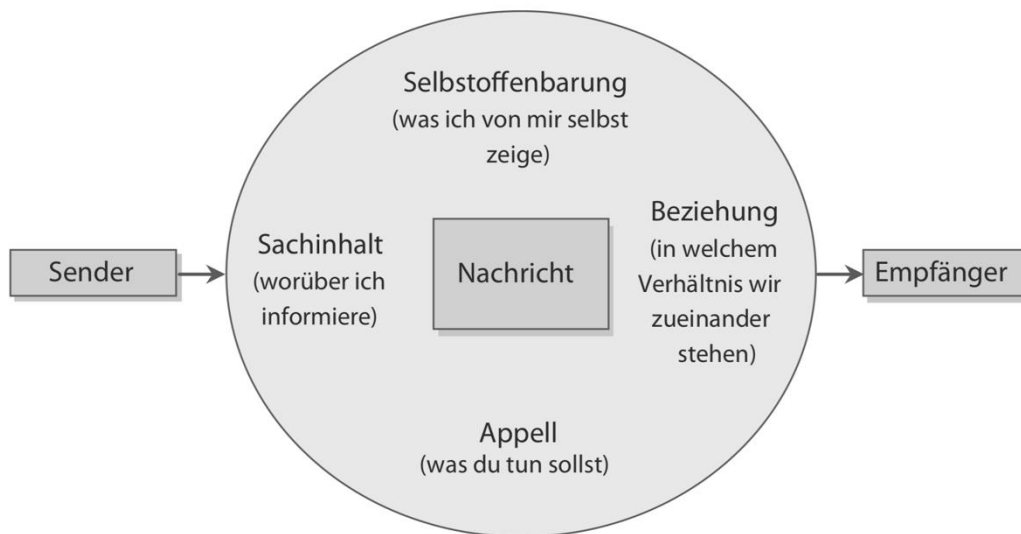 Selbstoffenbarung
(was ich von mir selbst
zeige)
Sender
Sachinhalt
(worüber ich
informiere)
Nachricht
Beziehung
(in welchem
Verhältnis wir
zueinander
stehen)
Empfänger
Appell
(was du tun sollst)